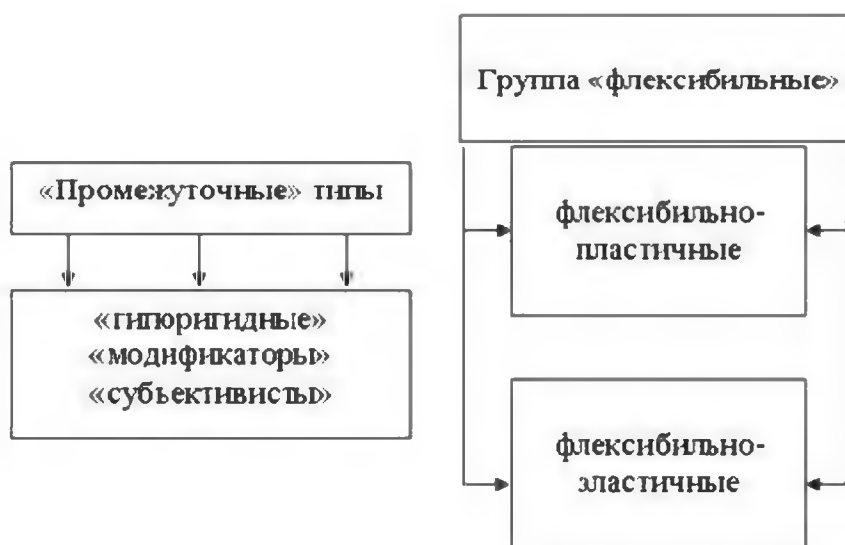 Группа «флексибильные»
«Промежуточные» типы
«гипоригидные»
«модификаторы»
«субъективисты»
флексибильно-
пластичные
флексибильно-
эластичные